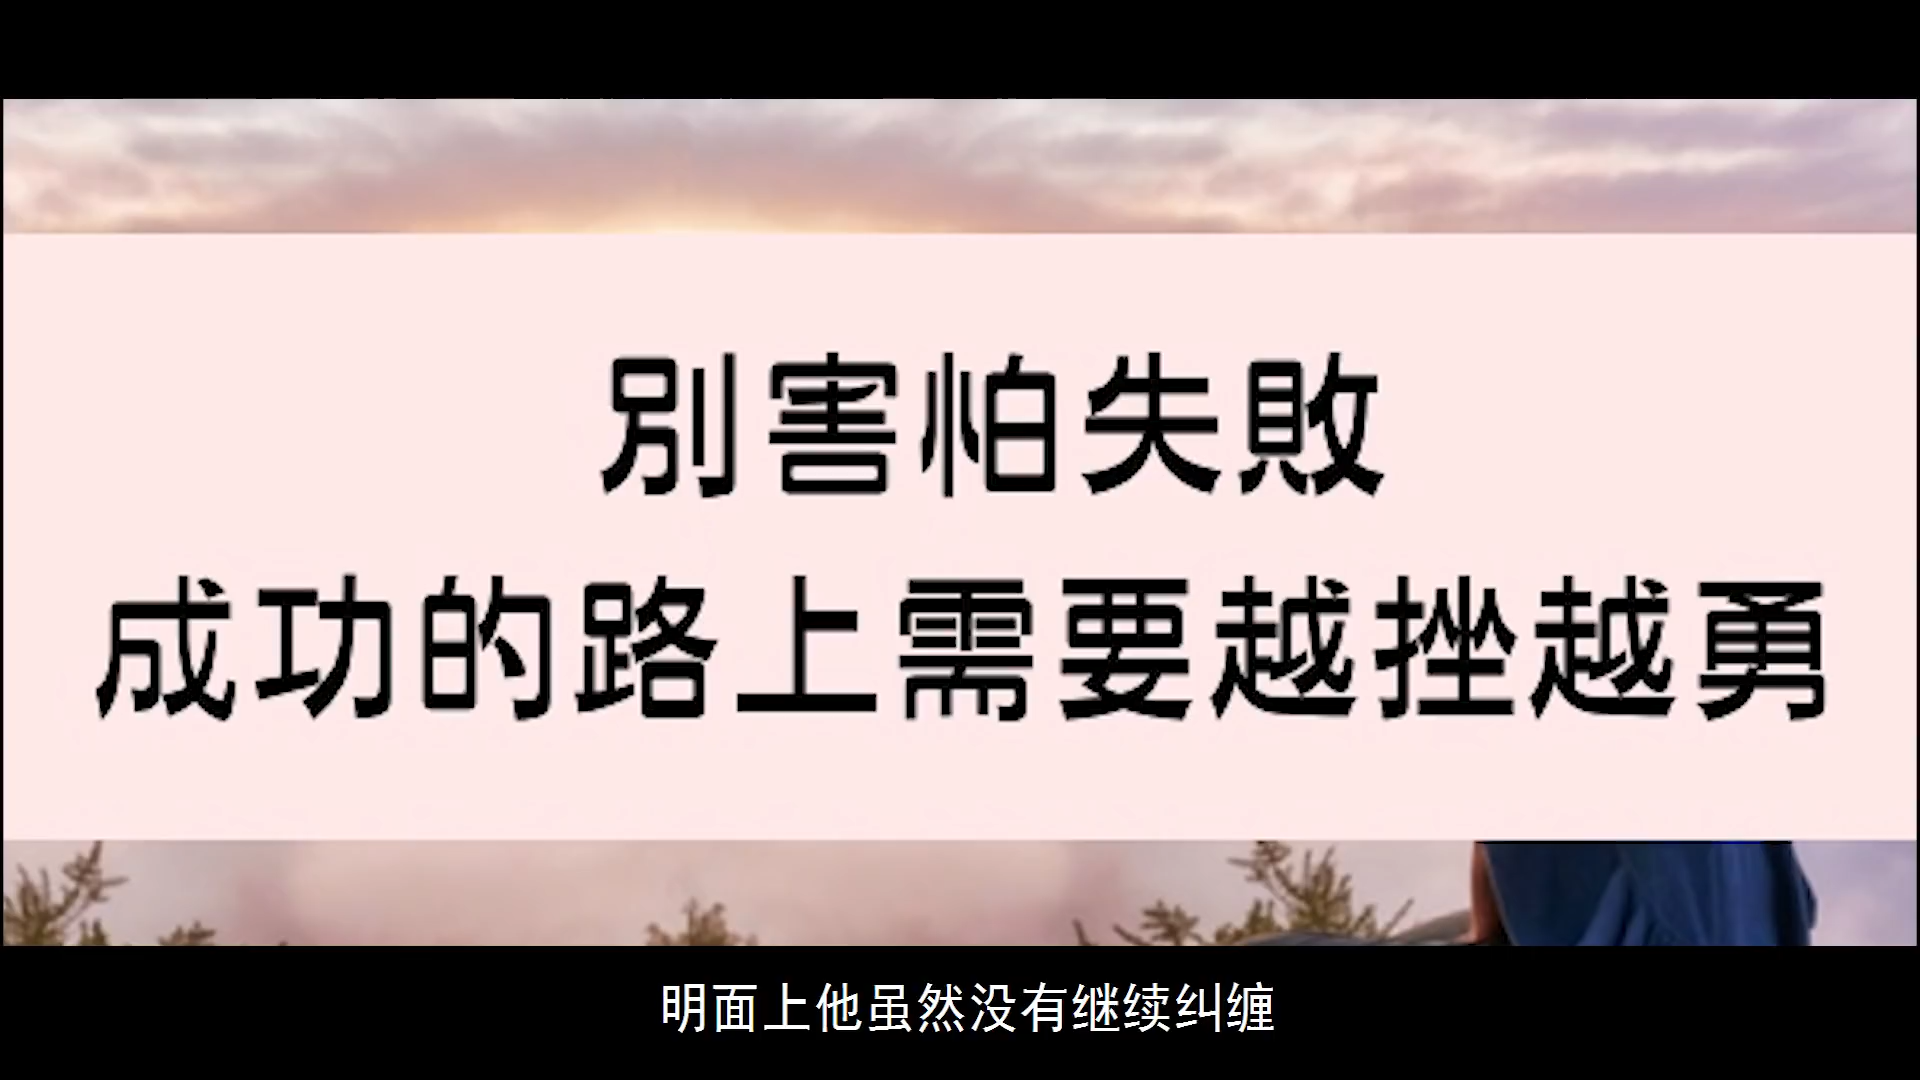 別害怕失敗
成功的路上需要越挫越勇
明面上他虽然没有继续纠缠